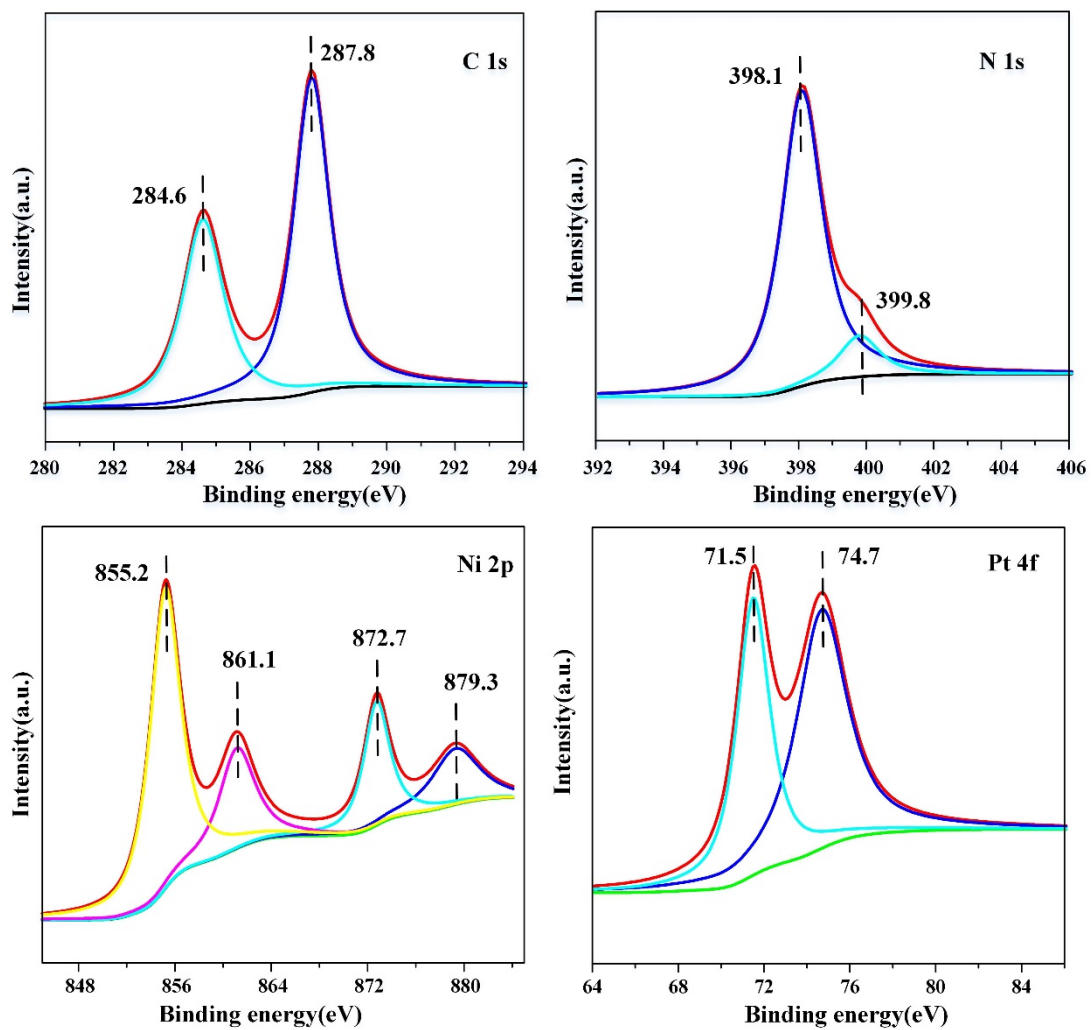 C 1s
287.8
284.6
Intensity(a.u.)
280 282 284 286 288 290 292 294
Binding energy(eV)
N 1s
398.1
399.8
Intensity(a.u.)
392 394 396 398 400 402 404 406
Binding energy(eV)
Ni 2p
855.2
861.1
872.7
879.3
Intensity(a.u.)
848 856 864 872 880
Binding energy(eV)
Pt 4f
71.5
74.7
Intensity(a.u.)
64 68 72 76 80 84
Binding energy(eV)